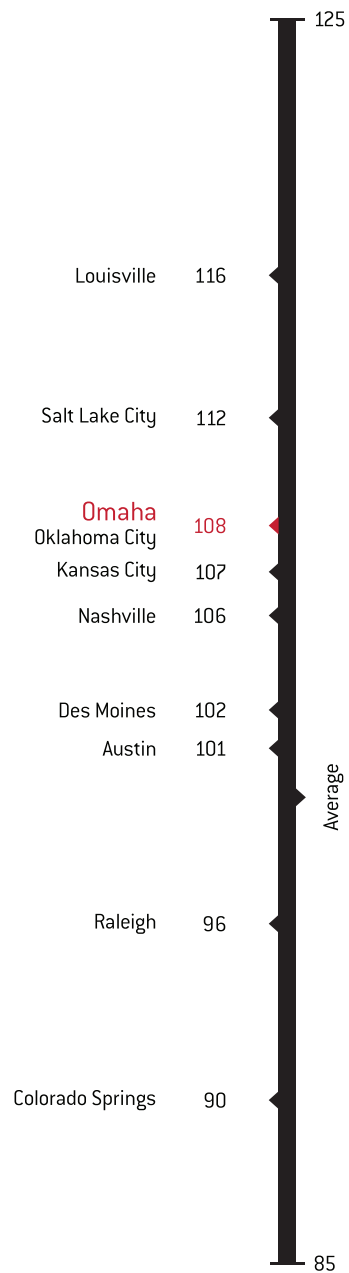 125
Louisville 116
Salt Lake City 112
Omaha
108
Oklahoma City
Kansas City 107
Nashville 106
Des Moines 102
Austin 101
Average
Raleigh 96
Colorado Springs 90
85